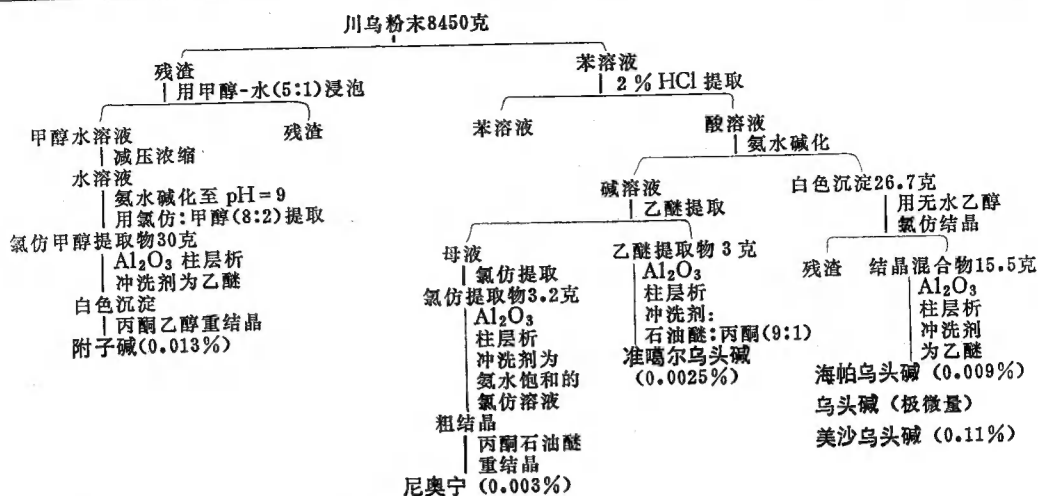 川乌粉末8450克
残渣
用甲醇-水(5:1)浸泡
苯溶液
2％HCl提取
甲醇水溶液
减压浓缩
残渣
水溶液
氨水碱化至 pH=9
用氯仿:甲醇(8:2)提取
氯仿甲醇提取物30克
Al₂O₃ 柱层析
冲洗剂为乙醚
白色沉淀
丙酮乙醇重结晶
附子碱(0.013%)
苯溶液
酸溶液
氨水碱化
碱溶液
乙醚提取
母液
氯仿提取
氯仿提取物3.2克
Al₂O₃
柱层析
冲洗剂为
氨水饱和的
氯仿溶液
粗结晶
丙酮石油醚
重结晶
尼奥宁 (0.003%)
乙醚提取物 3 克
Al₂O₃
柱层析
冲洗剂:
石油醚:丙酮(9:1)
准噶尔乌头碱
(0.0025%)
白色沉淀26.7克
用无水乙醇
氯仿结晶
残渣
结晶混合物15.5克
Al₂O₃
柱层析
冲洗剂
为乙醚
海帕乌头碱 (0.009%)
乌头碱 (极微量)
美沙乌头碱 (0.11%)